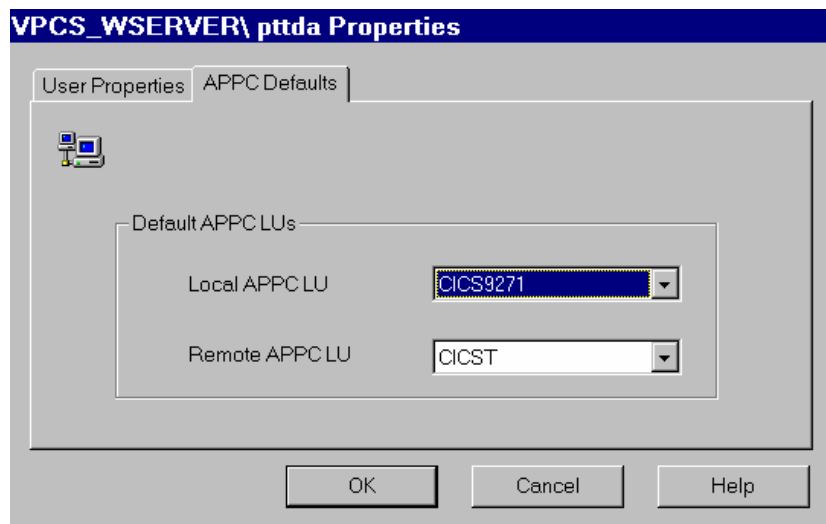 VPCS_WSERVER\ pttda Properties
User Properties APPC Defaults
Default APPC LUs
Local APPC LU CICS9271
Remote APPC LU CICST
OK Cancel Help